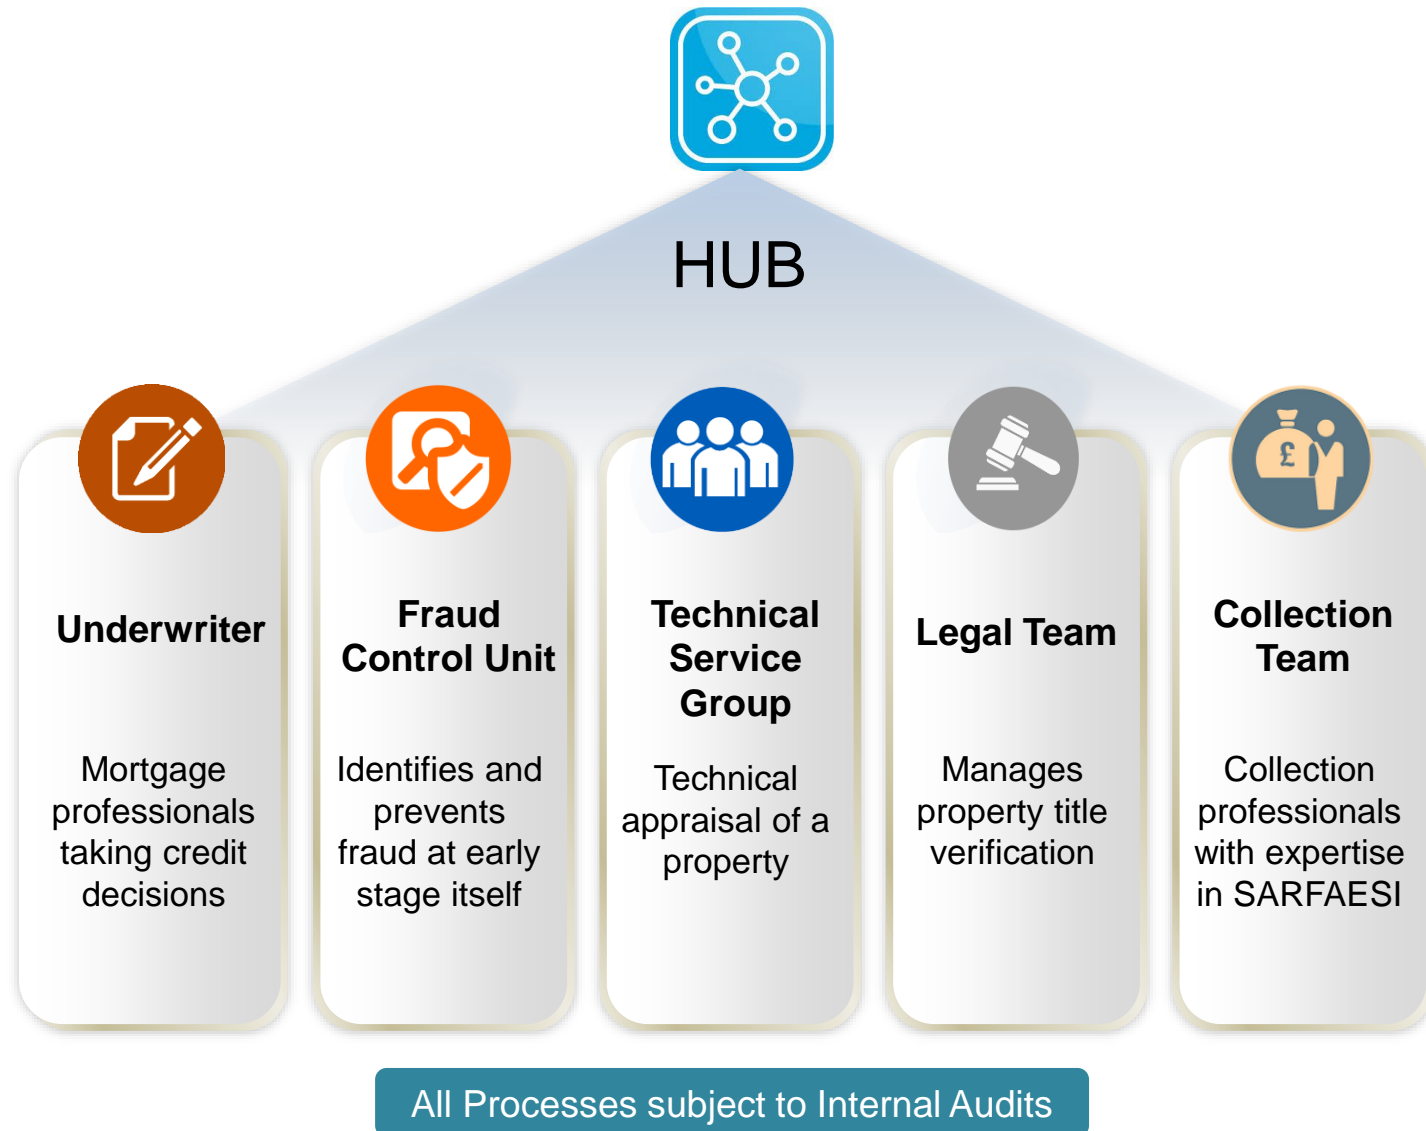 HUB
Underwriter
Mortgage
professionals
taking credit
decisions
Fraud
Control Unit
Identifies and
prevents
fraud at early
stage itself
Technical
Service
Group
Technical
appraisal of a
property
Legal Team
Manages
property title
verification
£
Collection
Team
Collection
professionals
with expertise
in SARFAESI
All Processes subject to Internal Audits